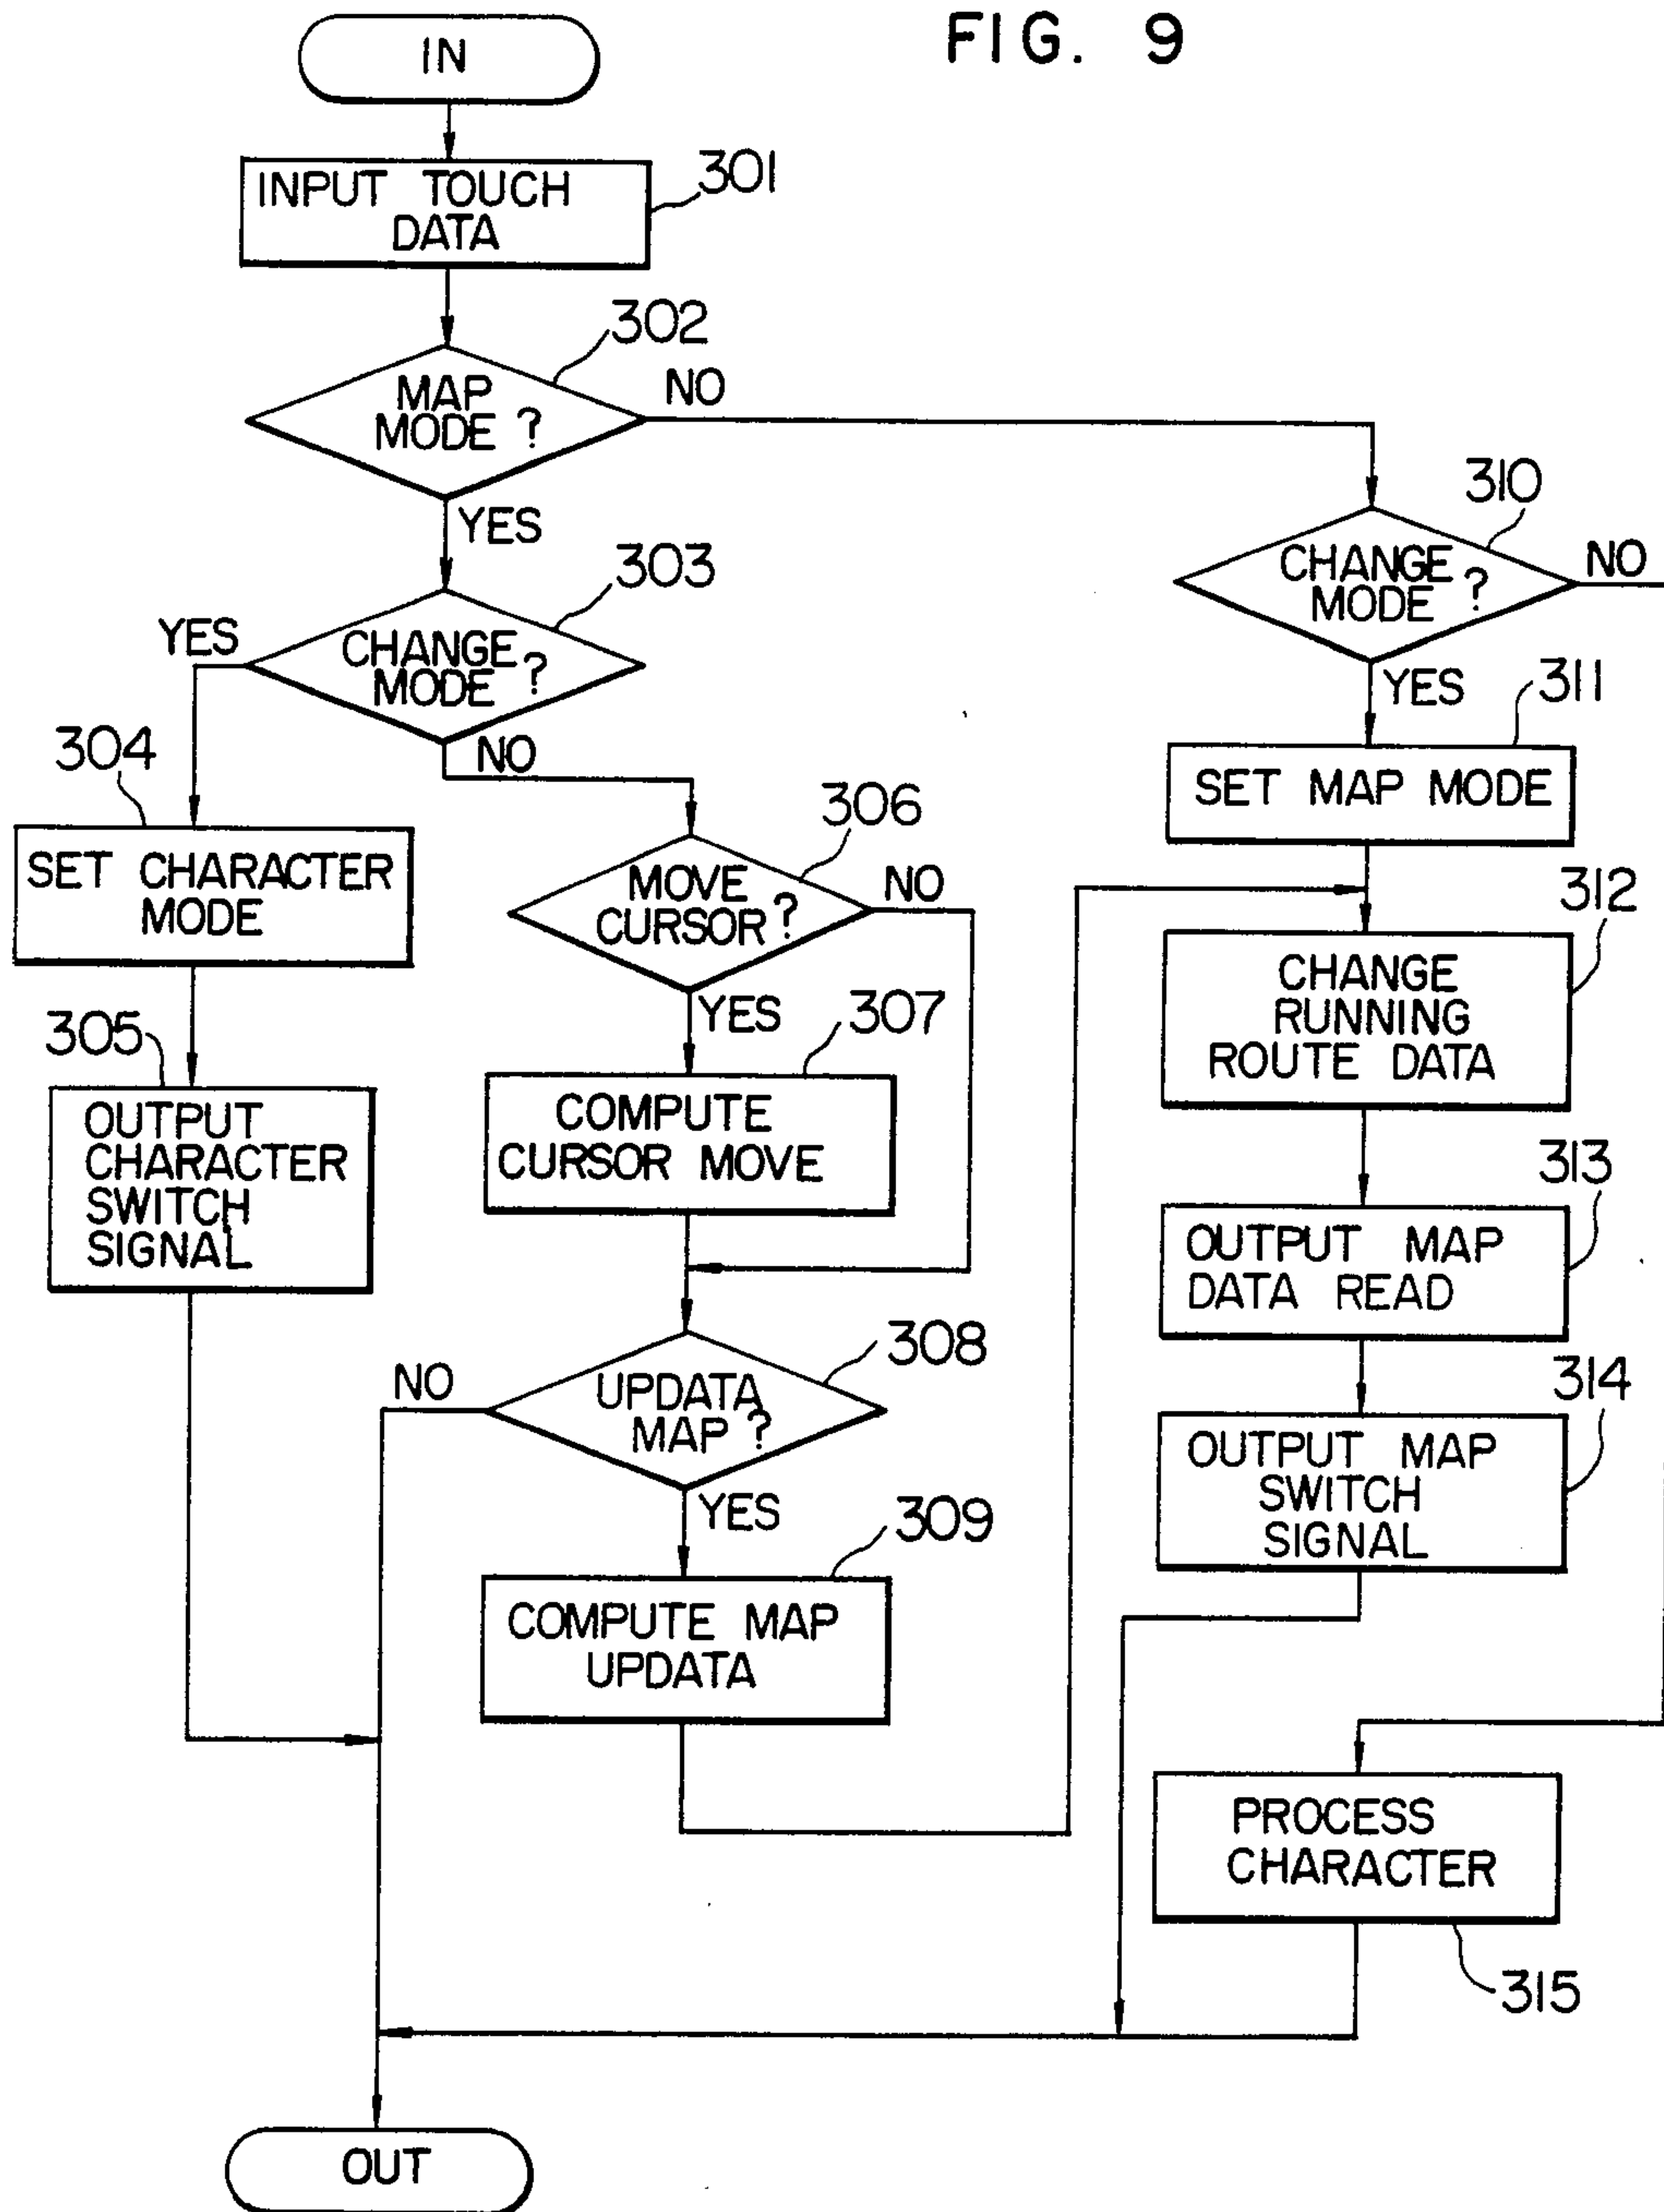 FIG. 9
IN
301
INPUT TOUCH
DATA
302
MAP
MODE ?
NO
YES
303
CHANGE
MODE ?
YES
NO
304
SET CHARACTER
MODE
305
OUTPUT
CHARACTER
SWITCH
SIGNAL
306
MOVE
CURSOR ?
NO
YES
307
COMPUTE
CURSOR MOVE
308
UPDATA
MAP ?
NO
YES
309
COMPUTE MAP
UPDATA
310
CHANGE
MODE ?
NO
YES
311
SET MAP MODE
312
CHANGE
RUNNING
ROUTE DATA
313
OUTPUT MAP
DATA READ
314
OUTPUT MAP
SWITCH
SIGNAL
PROCESS
CHARACTER
315
OUT